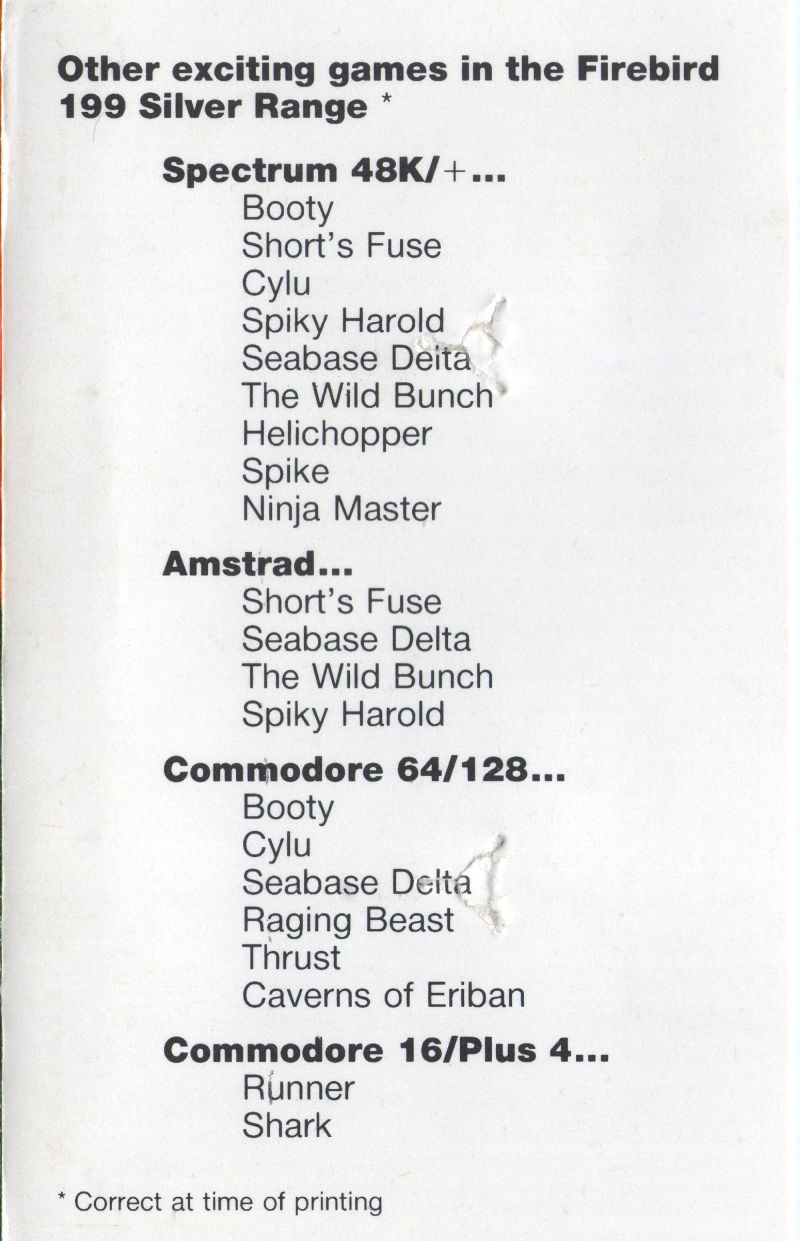 Other exciting games in the Firebird
199 Silver Range *
Spectrum 48K/+...
Booty
Short's Fuse
Cylu
Spiky Harold
Seabase Delta
The Wild Bunch
Helichopper
Spike
Ninja Master
Amstrad...
Short's Fuse
Seabase Delta
The Wild Bunch
Spiky Harold
Commodore 64/128...
Booty
Cylu
Seabase Delta
Raging Beast
Thrust
Caverns of Eriban
Commodore 16/Plus 4...
Runner
Shark
* Correct at time of printing